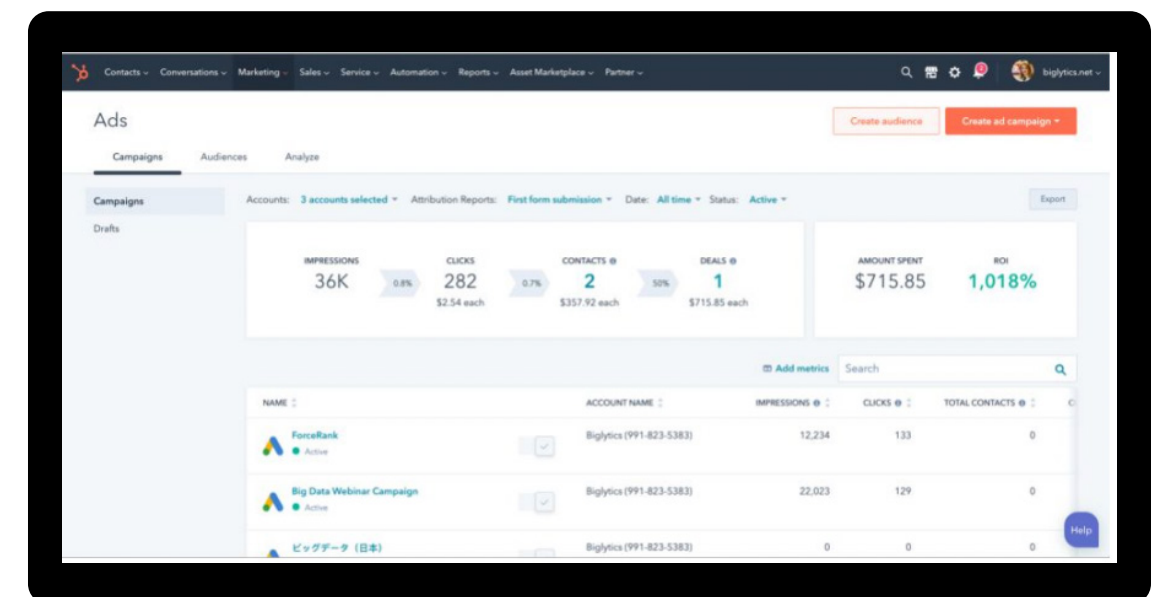 Contacts Conversations Marketing Sales Service Automation Reports Asset Marketplace Partner biglytics.net
Ads
Create audience
Create ad campaign
Campaigns Audiences Analyze
Campaigns
Drafts
Accounts: 3 accounts selected Attribution Reports: First form submission Date: All time Status: Active
Export
IMPRESSIONS CLICKS CONTACTS DEALS AMOUNT SPENT ROI
36K 0.8% 282 0.7% 2 50% 1 $715.85 1,018%
$2.54 each $357.92 each $715.85 each
Add metrics Search
NAME ACCOUNT NAME IMPRESSIONS CLICKS TOTAL CONTACTS
ForceRank Biglytics (991-823-5383) 12,234 133 0
Active
Big Data Webinar Campaign Biglytics (991-823-5383) 22,023 129 0
Active
Help
ビッグデータ（日本） Biglytics (991-823-5383) 0 0 0